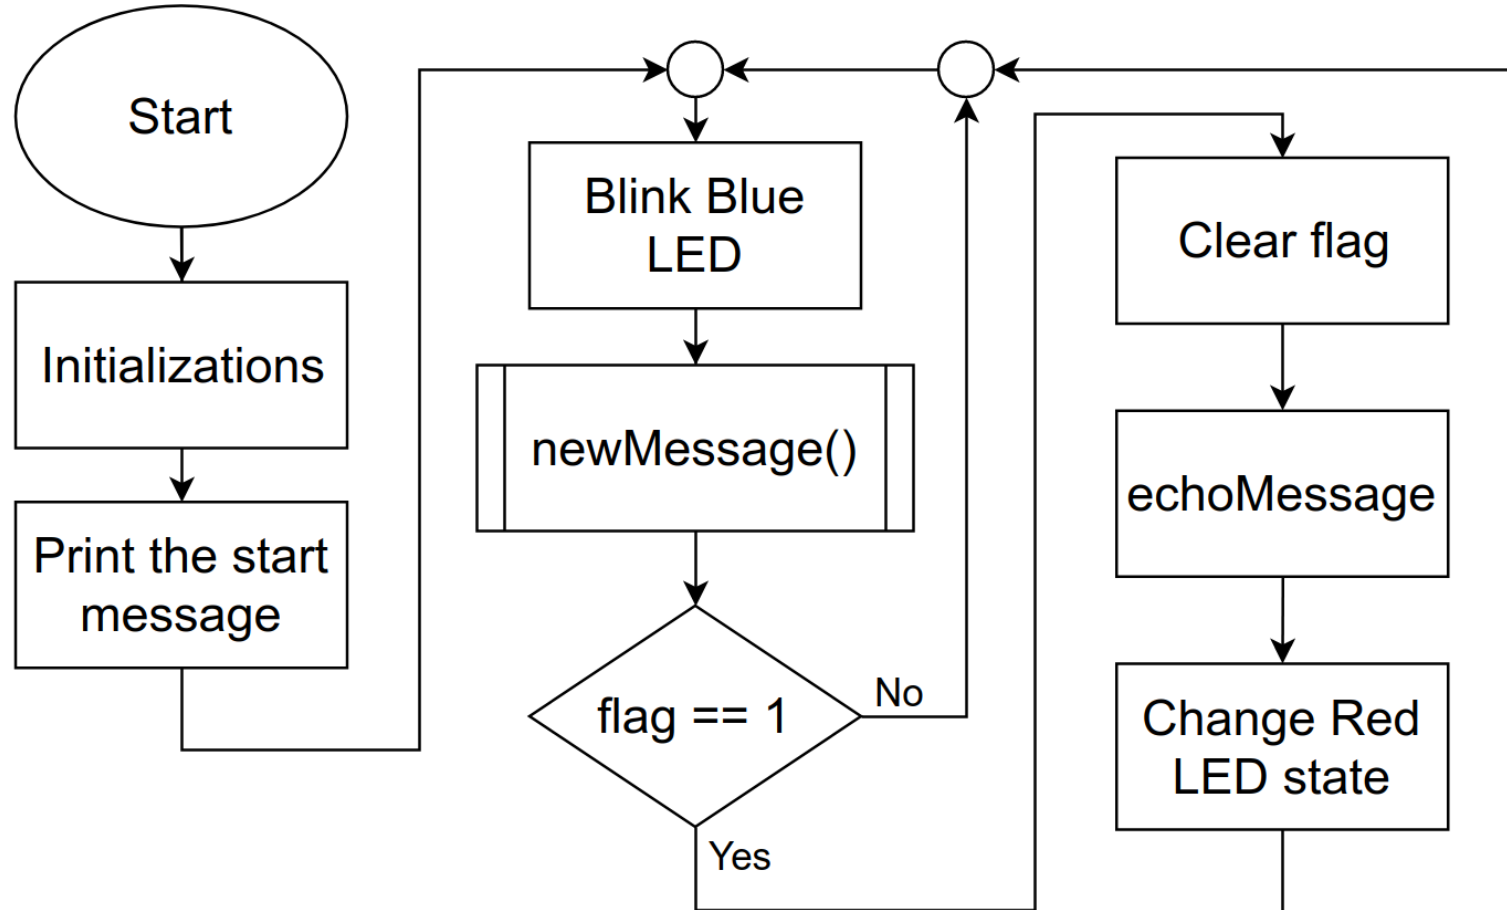 Start
Initializations
Print the start
message
Blink Blue
LED
newMessage()
flag == 1
No
Yes
Clear flag
echoMessage
Change Red
LED state